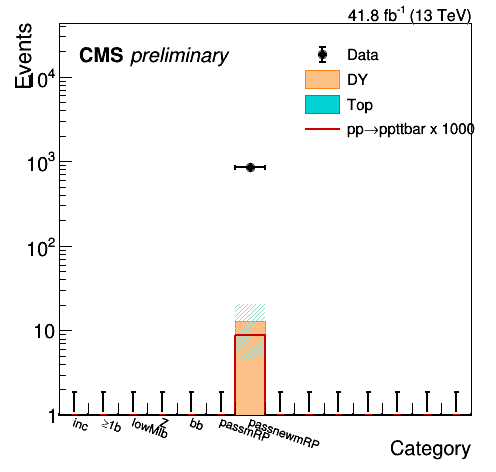 41.8 fb⁻¹ (13 TeV)
Events
CMS preliminary
Data
DY
Top
pp→ppttbar x 1000
10⁴
10³
10²
10
1
inc
≥1b
lowMlb
Z
bb
passmRP
passnewmRP
Category